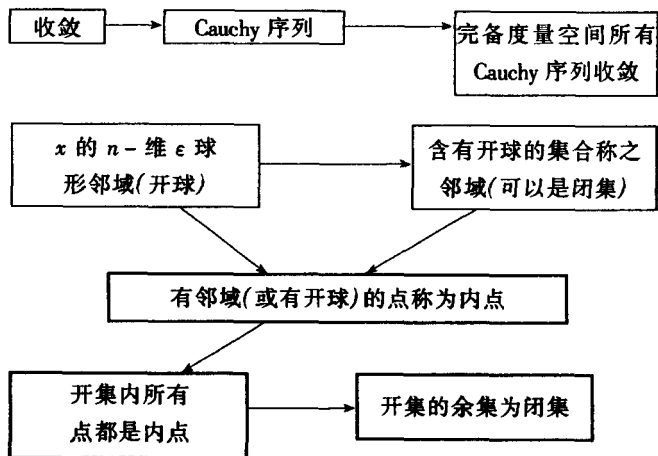 收敛
Cauchy 序列
完备度量空间所有
Cauchy 序列收敛
x 的 n - 维 ε 球
形邻域(开球)
含有开球的集合称之
邻域(可以是闭集)
有邻域(或有开球)的点称为内点
开集内所有
点都是内点
开集的余集为闭集